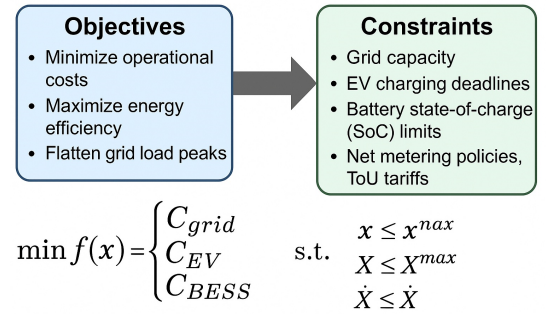 Objectives
• Minimize operational
costs
• Maximize energy
efficiency
• Flatten grid load peaks
Constraints
• Grid capacity
• EV charging deadlines
• Battery state-of-charge
(SoC) limits
• Net metering policies,
ToU tariffs
min f(x) = { C_grid
C_EV
C_BESS
s.t.
x ≤ x^nax
X ≤ X^max
Ẋ ≤ Ẋ